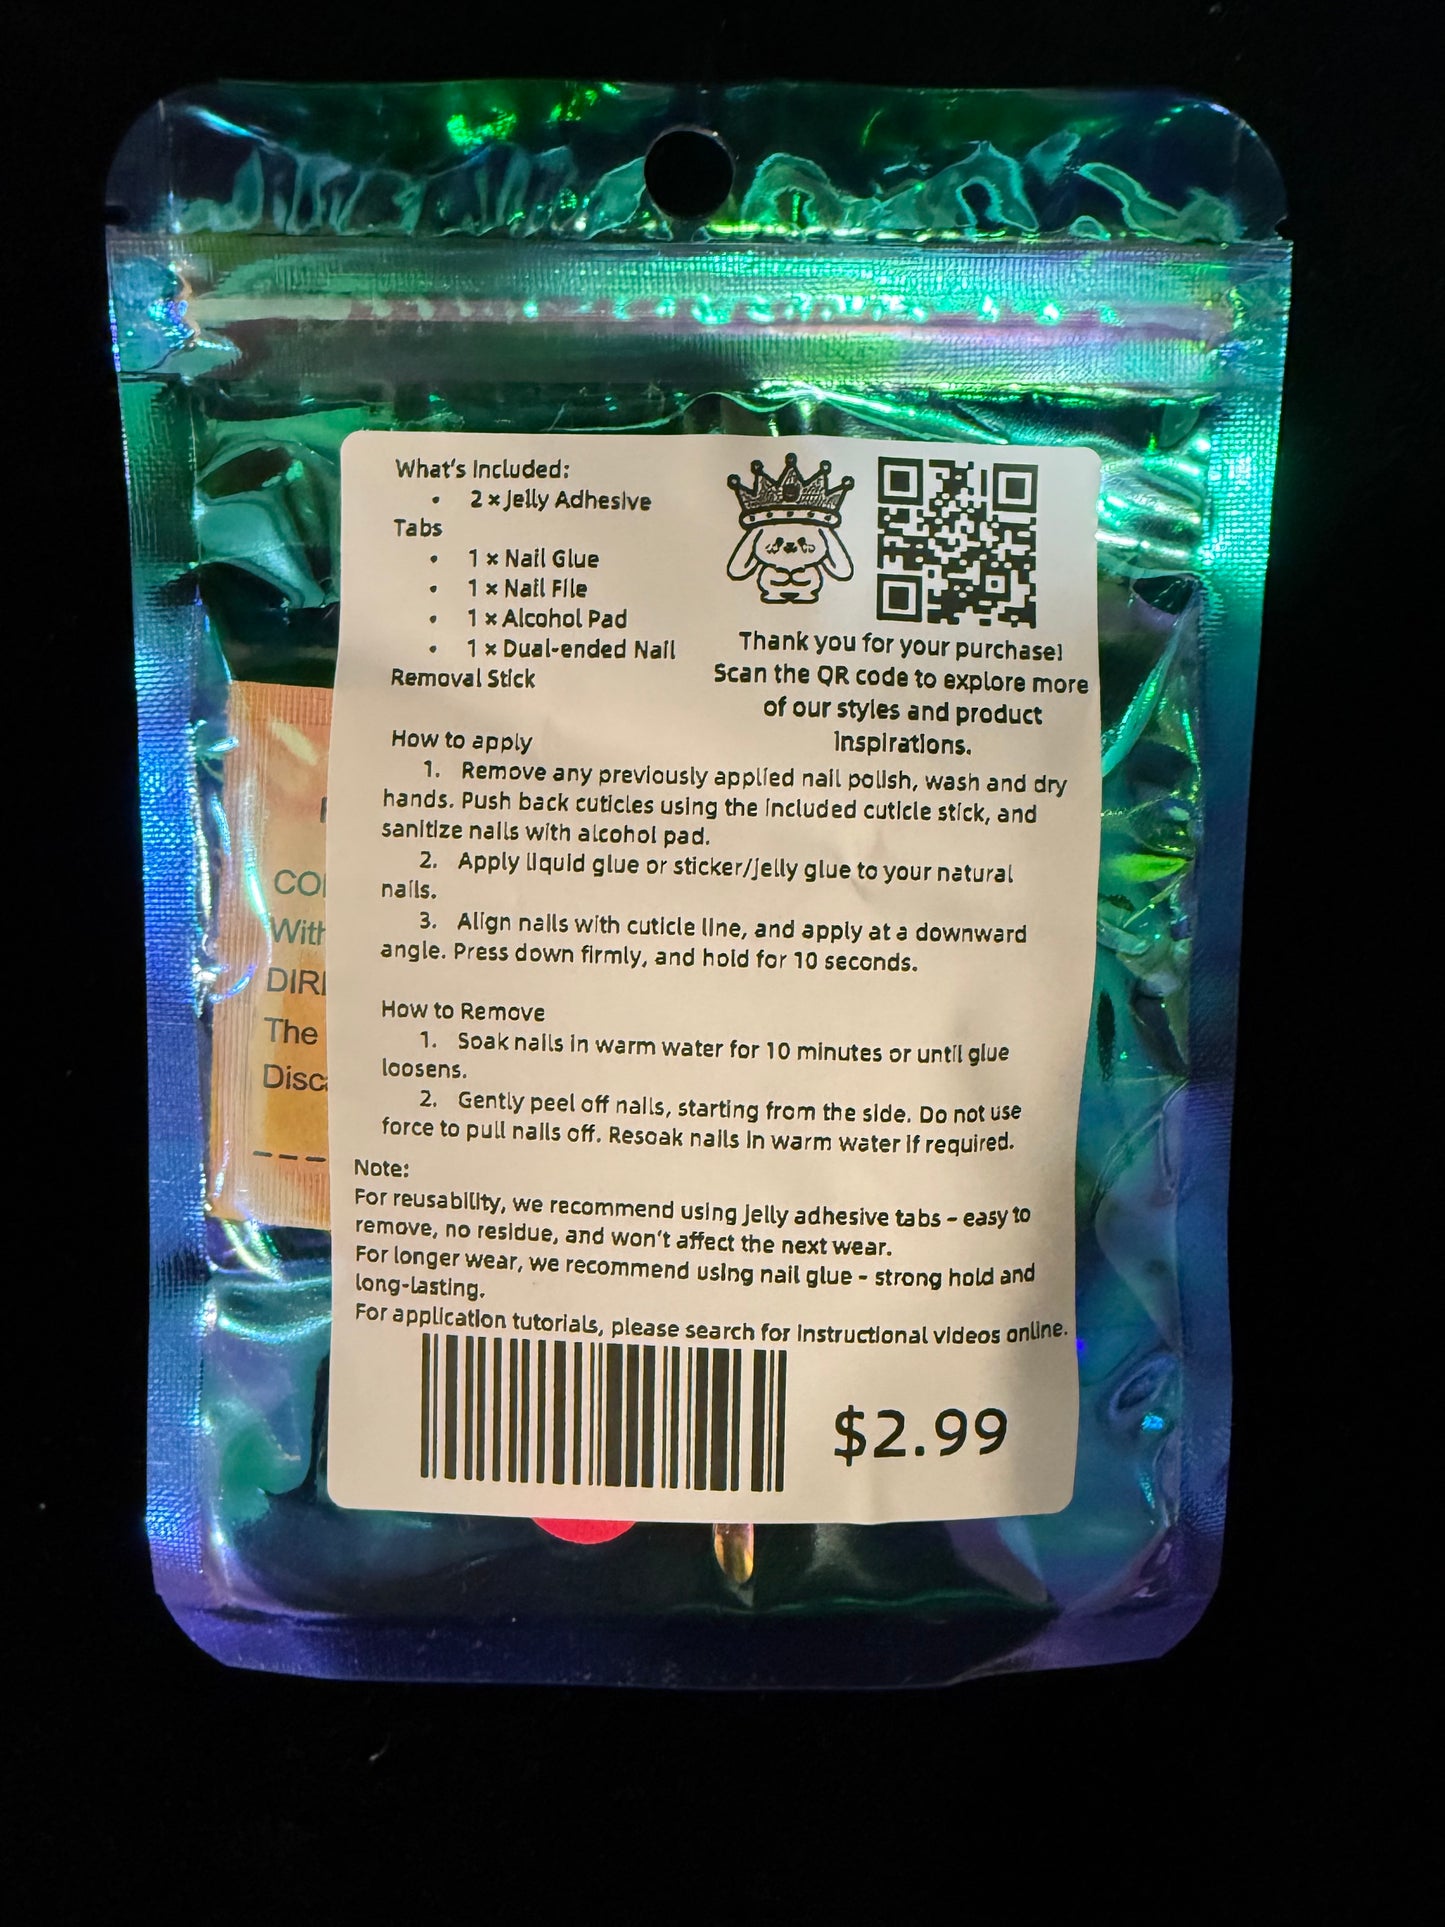 What's Included:
• 2 × Jelly Adhesive
Tabs
• 1 × Nail Glue
• 1 × Nail File
• 1 × Alcohol Pad
• 1 × Dual-ended Nail
Removal Stick
Thank you for your purchase!
Scan the QR code to explore more
of our styles and product
inspirations.
How to apply
1. Remove any previously applied nail polish, wash and dry
hands. Push back cuticles using the included cuticle stick, and
sanitize nails with alcohol pad.
2. Apply liquid glue or sticker/jelly glue to your natural
nails.
3. Align nails with cuticle line, and apply at a downward
angle. Press down firmly, and hold for 10 seconds.
How to Remove
1. Soak nails in warm water for 10 minutes or until glue
loosens.
2. Gently peel off nails, starting from the side. Do not use
force to pull nails off. Resoak nails in warm water if required.
Note:
For reusability, we recommend using jelly adhesive tabs - easy to
remove, no residue, and won't affect the next wear.
For longer wear, we recommend using nail glue - strong hold and
long-lasting.
For application tutorials, please search for instructional videos online.
$2.99
The